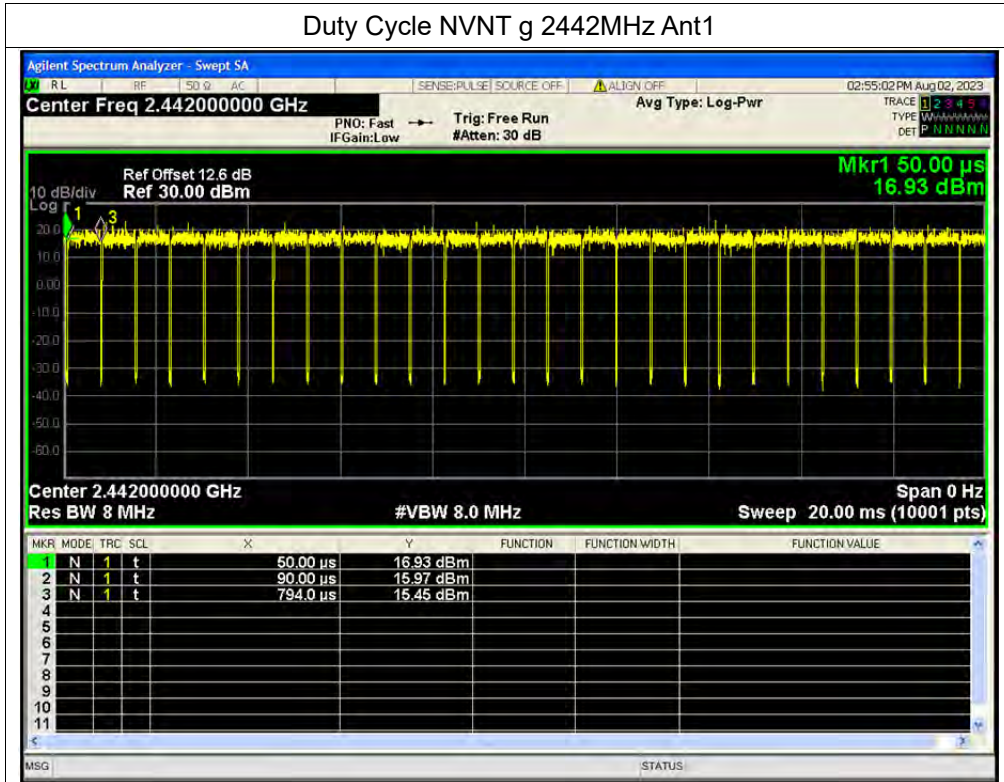 Duty Cycle NVNT g 2442MHz Ant1
Agilent Spectrum Analyzer - Swept SA
LXI RL RF 50 Ω AC SENSE:PULSE SOURCE OFF ALIGN OFF 02:55:02 PM Aug 02, 2023
Center Freq 2.442000000 GHz Avg Type: Log-Pwr TRACE 1 2 3 4 5 6
PNO: Fast Trig: Free Run TYPE W
IFGain:Low #Atten: 30 dB DET P N N N N N
Mkr1 50.00 µs
Ref Offset 12.6 dB
10 dB/div Ref 30.00 dBm 16.93 dBm
Log
1 3
20.0
10.0
0.00
-10.0
-20.0
-30.0
-40.0
-50.0
-60.0
Center 2.442000000 GHz Span 0 Hz
Res BW 8 MHz #VBW 8.0 MHz Sweep 20.00 ms (10001 pts)
MKR MODE TRC SCL X Y FUNCTION FUNCTION WIDTH FUNCTION VALUE
1 N 1 t 50.00 µs 16.93 dBm
2 N 1 t 90.00 µs 15.97 dBm
3 N 1 t 794.0 µs 15.45 dBm
4
5
6
7
8
9
10
11
MSG STATUS